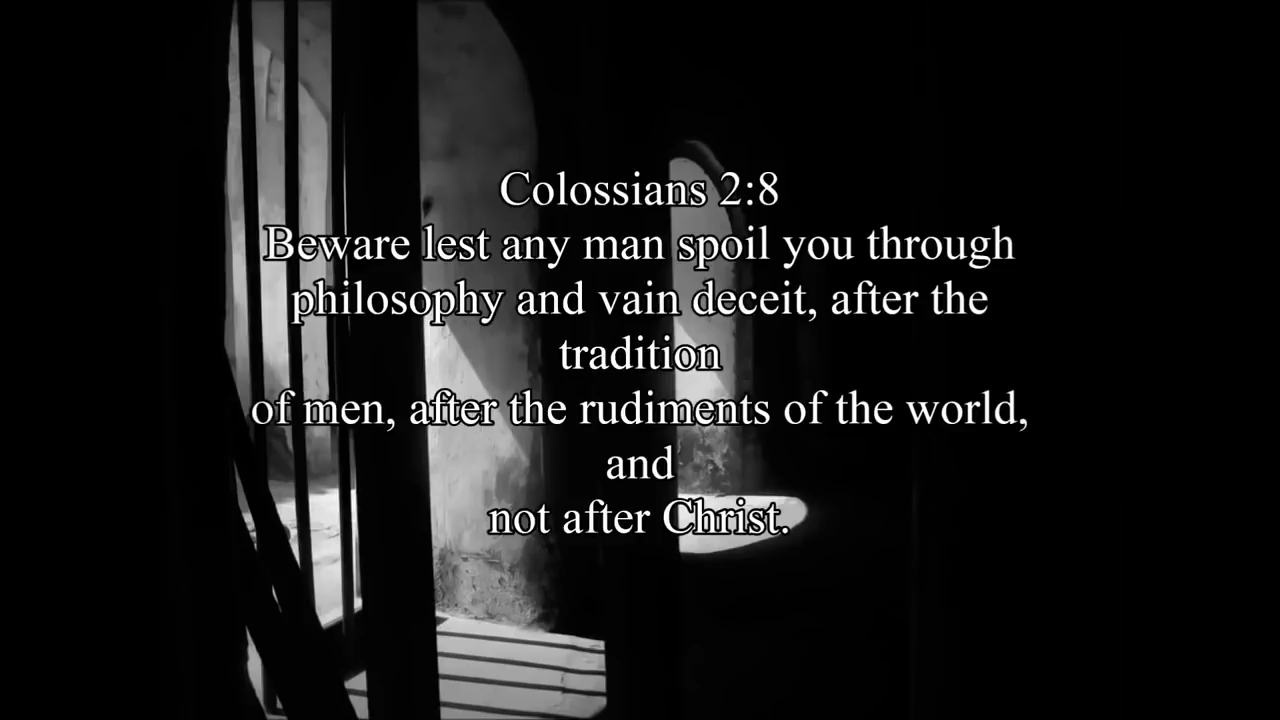 Colossians 2:8
Beware lest any man spoil you through
philosophy and vain deceit, after the
tradition
of men, after the rudiments of the world,
and
not after Christ.